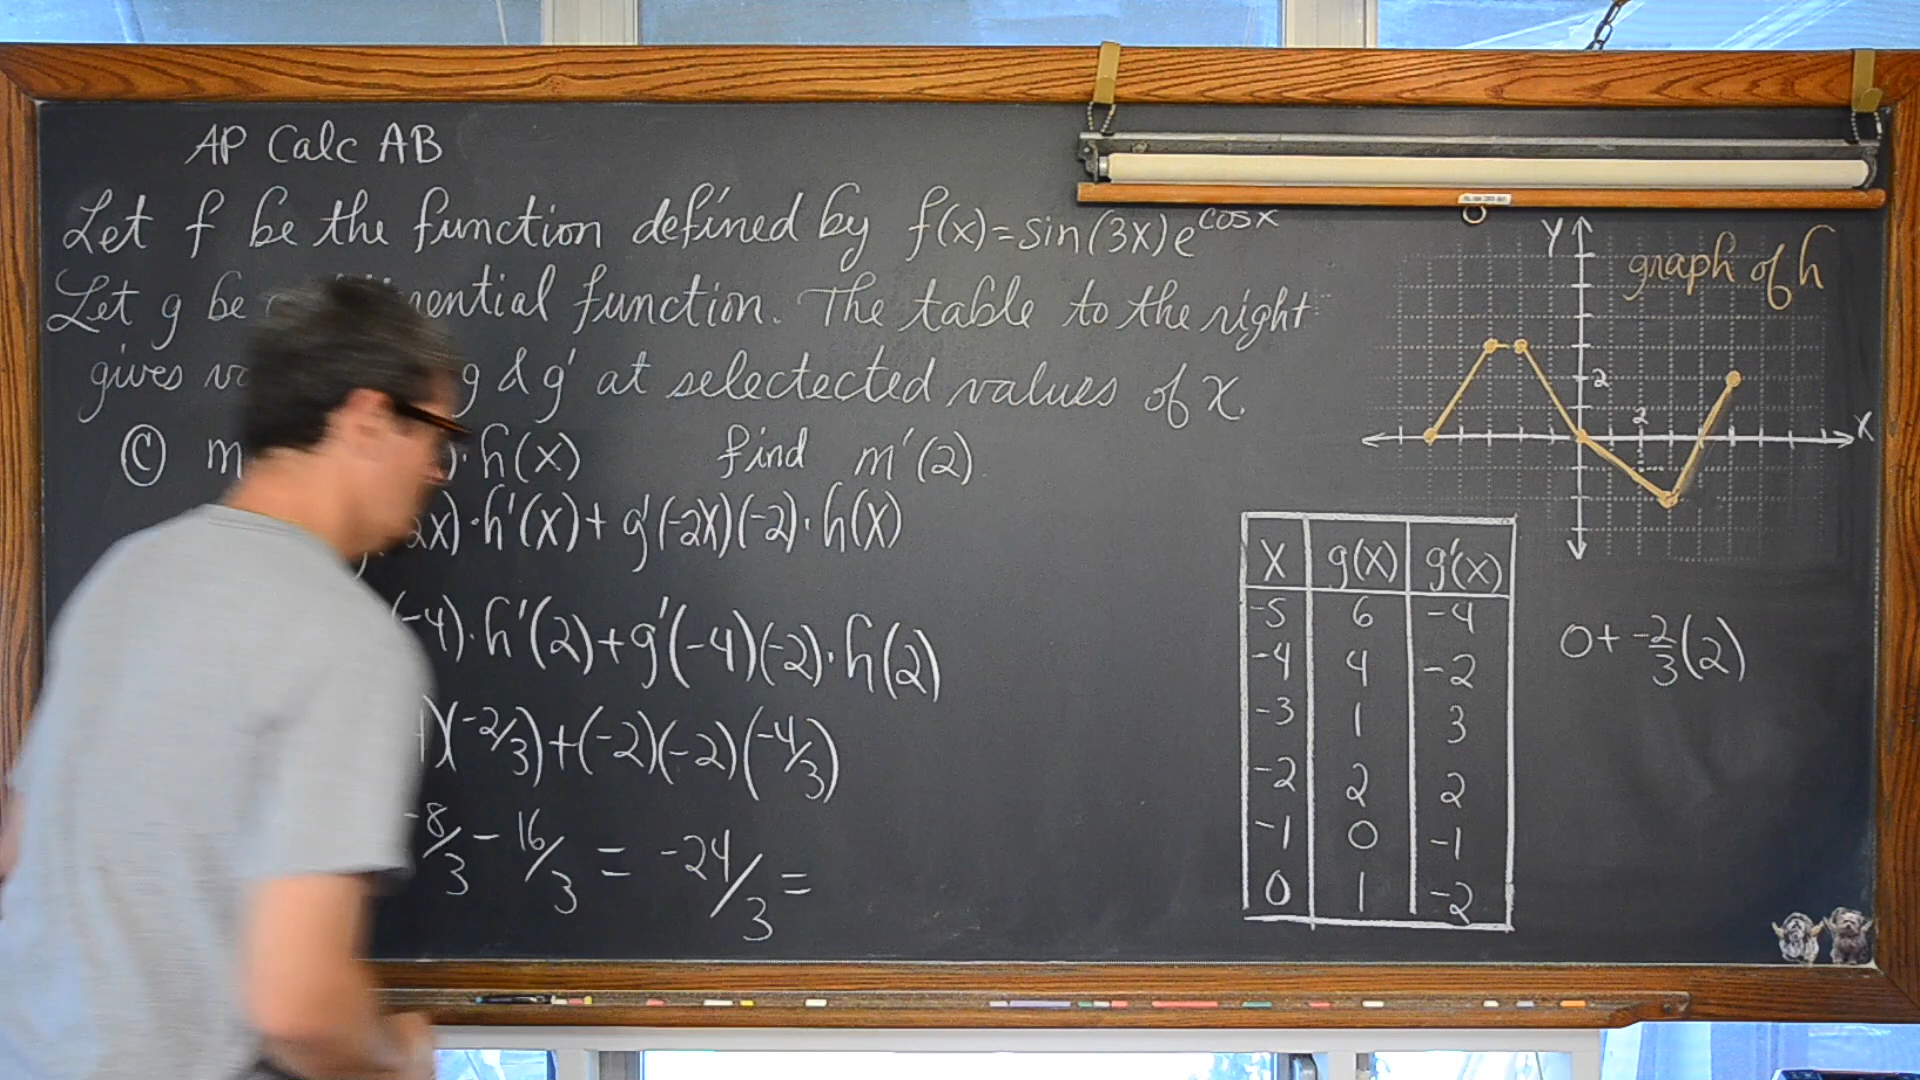 AP Calc AB
Let f be the function defined by f(x)=sin(3x)e^cosx
Let g be function. The table to the right
gives g & g' at selectected values of x.
Ⓒ m h(x) find m'(2)
2x)·h'(x)+g'(-2x)(-2)·h(x)
(-4)·h'(2)+g'(-4)(-2)·h(2)
)(-2/3)+(-2)(-2)(-4/3)
-8/3 - 16/3 = -24/3 =
y
graph of h
2
2
x
x g(x) g'(x)
-5 6 -4
-4 4 -2
-3 1 3
-2 2 2
-1 0 -1
0 1 -2
0+ -2/3(2)